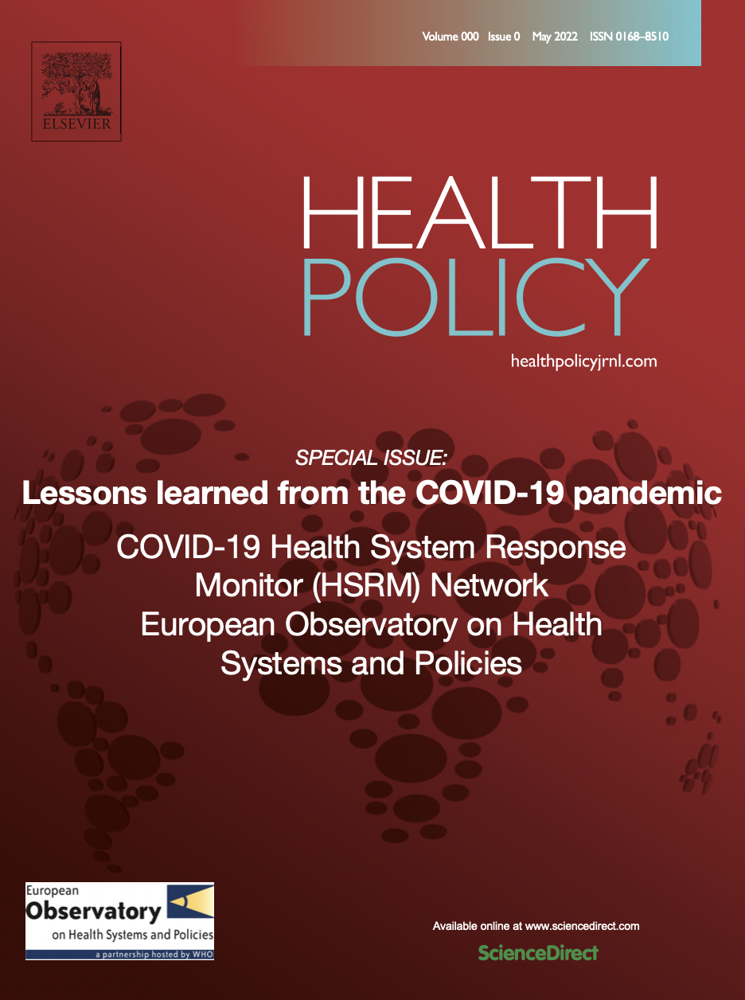 Volume 000 Issue 0 May 2022 ISSN 0168–8510
ELSEVIER
HEALTH
POLICY
healthpolicyjrnl.com
SPECIAL ISSUE:
Lessons learned from the COVID-19 pandemic
COVID-19 Health System Response
Monitor (HSRM) Network
European Observatory on Health
Systems and Policies
European
Observatory
on Health Systems and Policies
a partnership hosted by WHO
Available online at www.sciencedirect.com
ScienceDirect